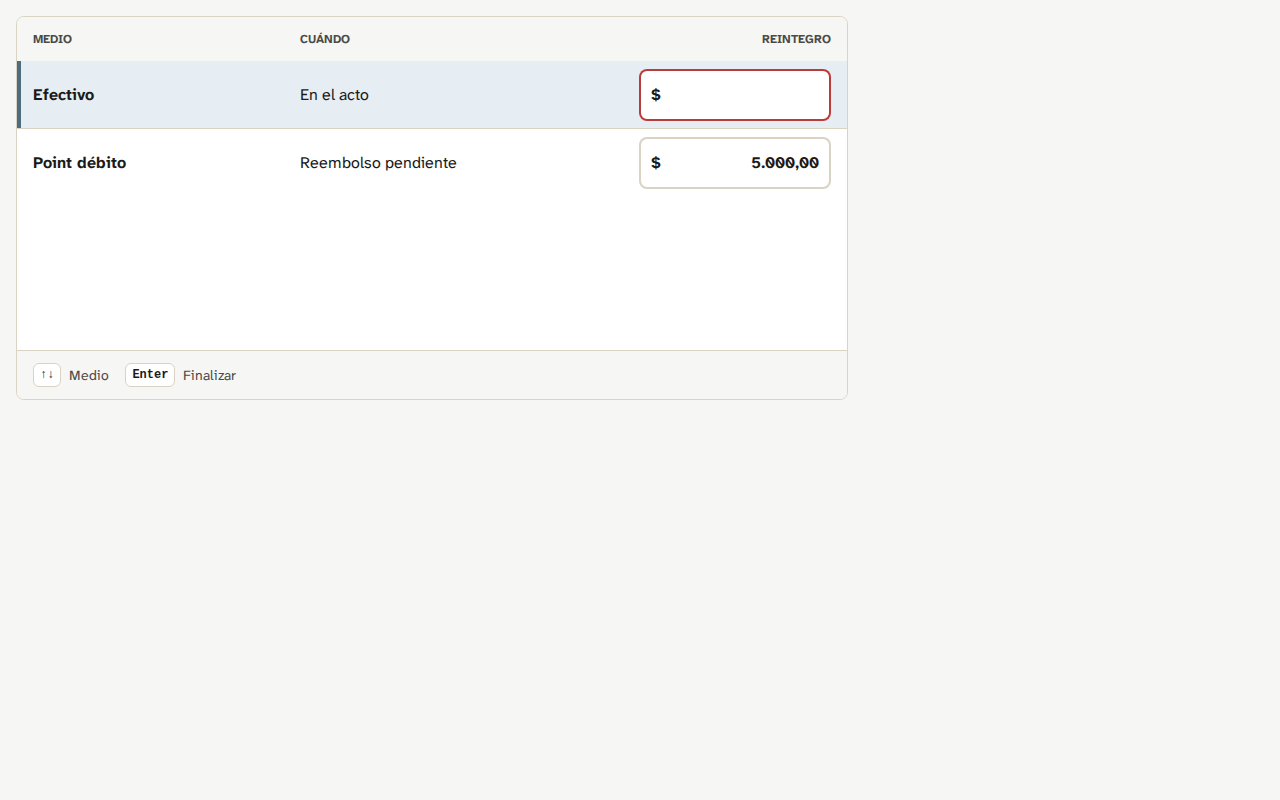 MEDIO CUÁNDO REINTEGRO
Efectivo En el acto $
Point débito Reembolso pendiente $ 5.000,00
↑↓ Medio Enter Finalizar